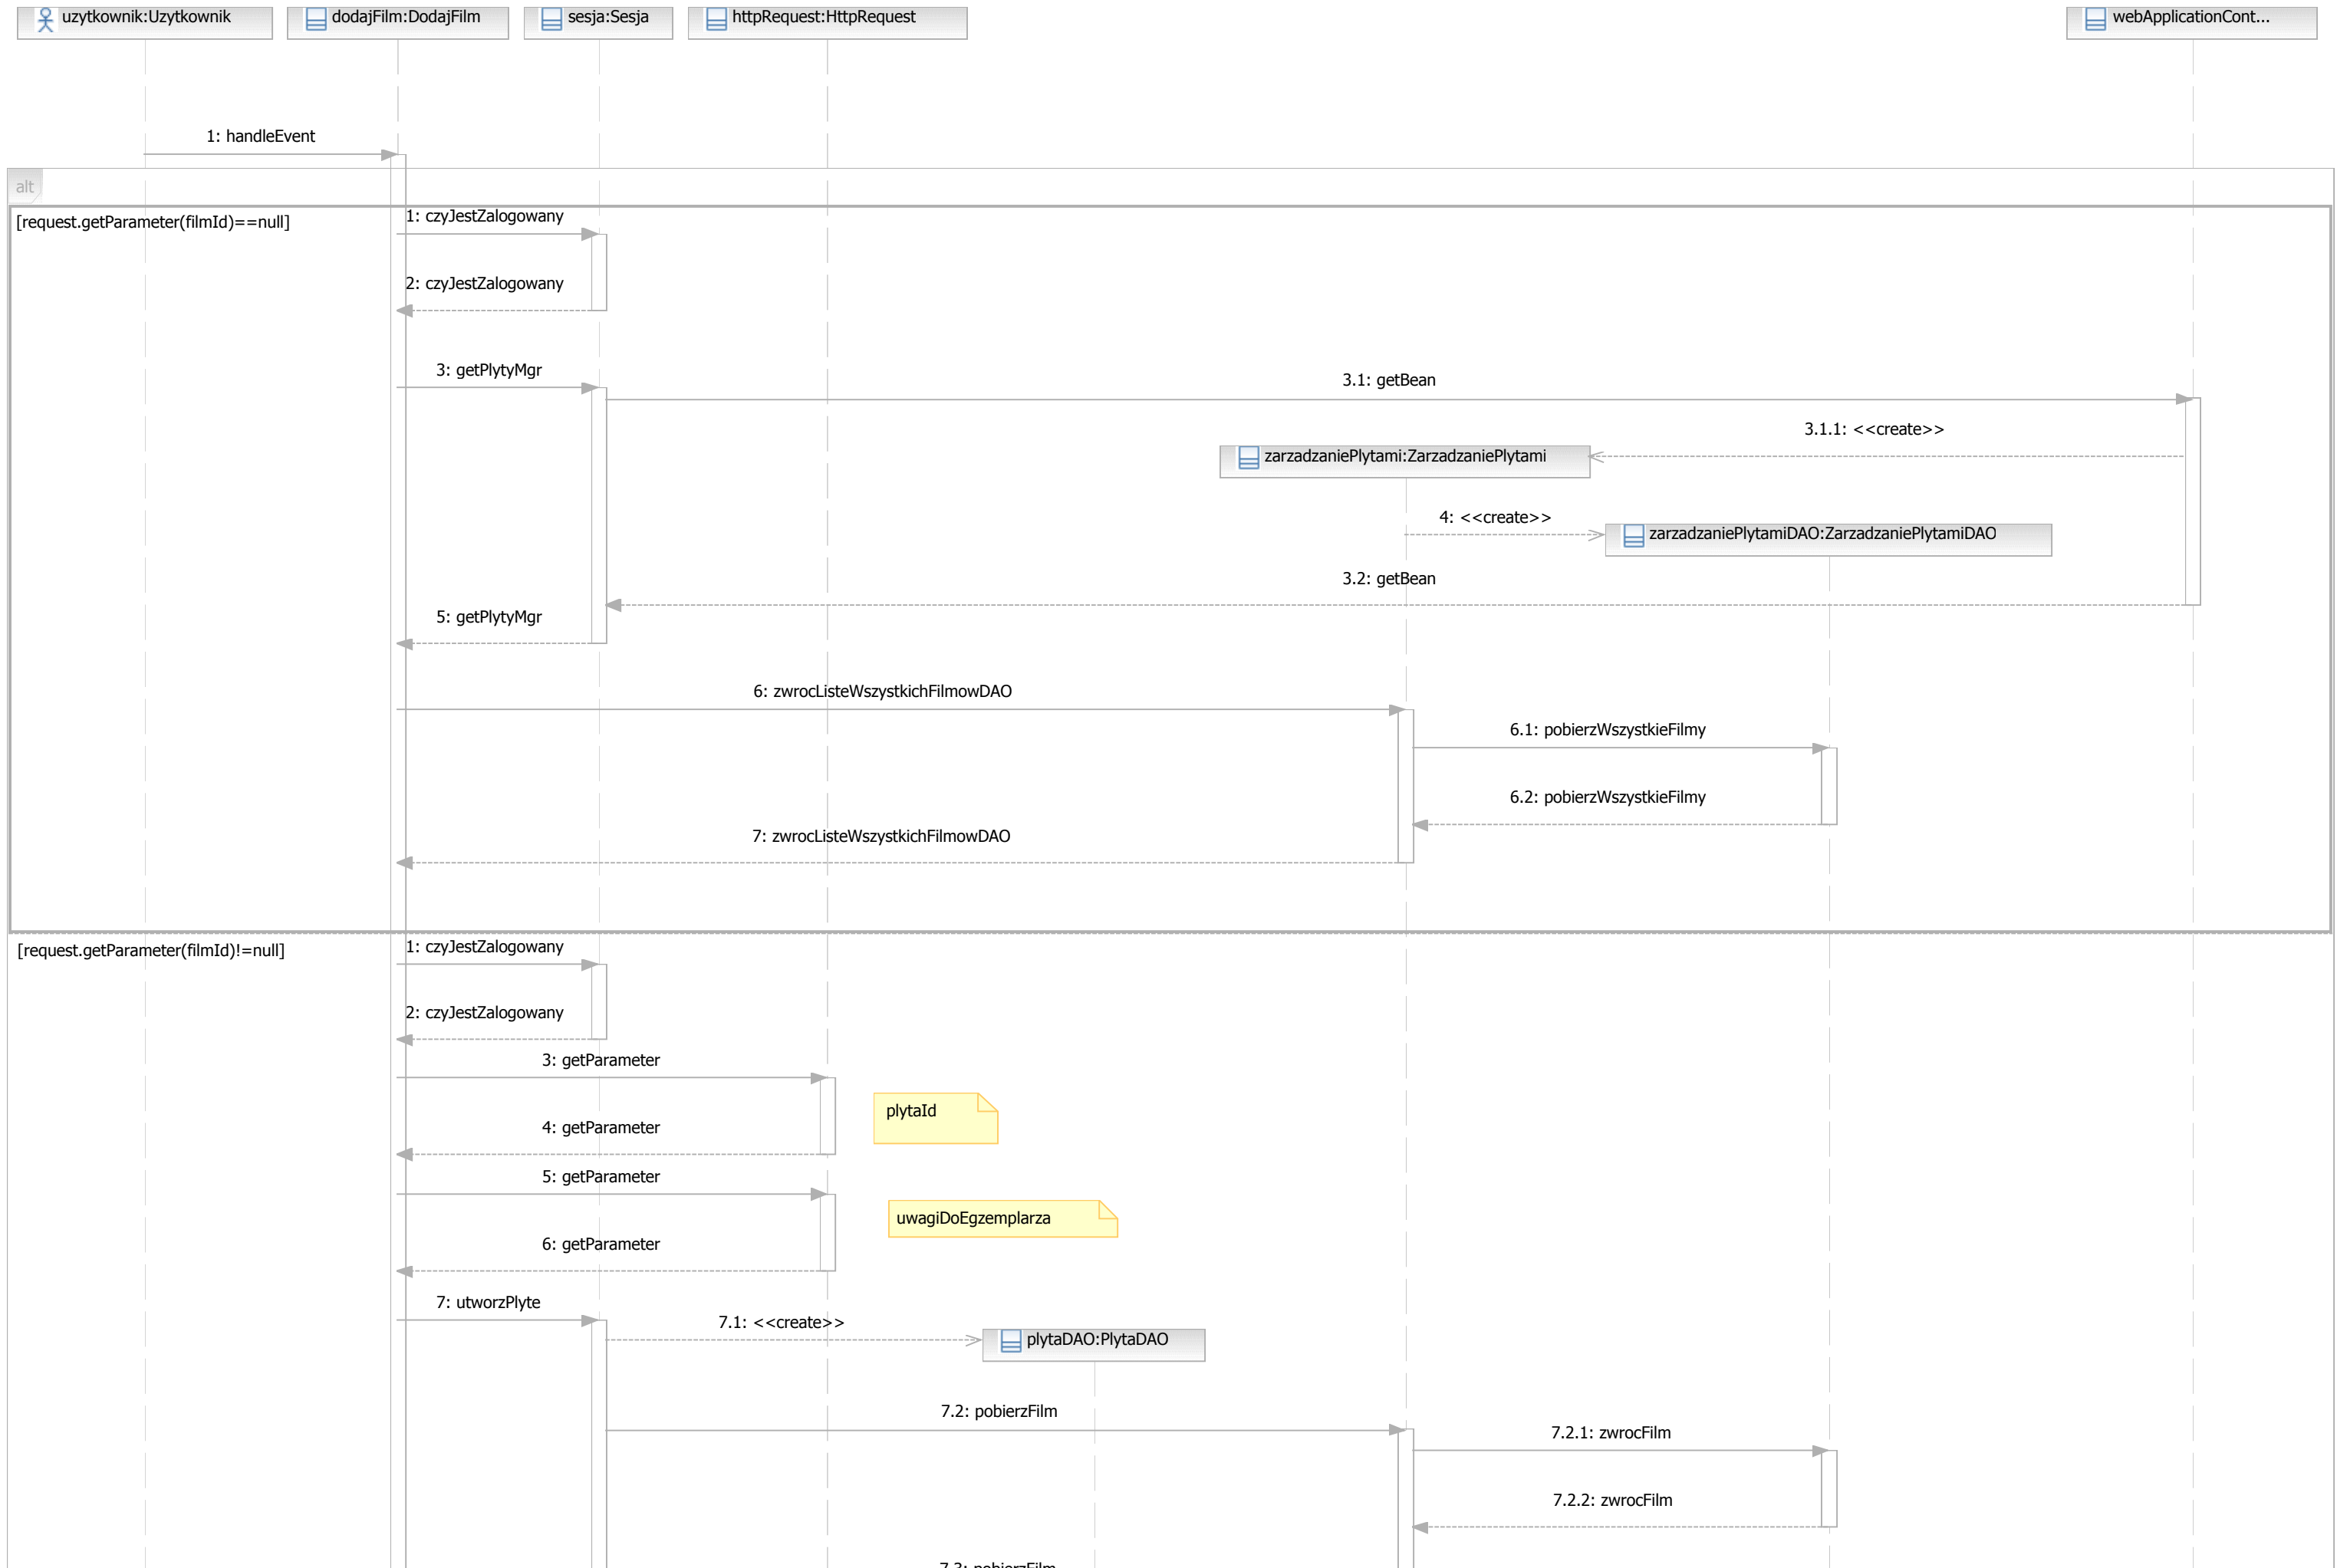 uzytkownik:Uzytkownik
dodajFilm:DodajFilm
sesja:Sesja
httpRequest:HttpRequest
webApplicationCont...
1: handleEvent
alt
[request.getParameter(filmId)==null]
1: czyJestZalogowany
2: czyJestZalogowany
3: getPlytyMgr
3.1: getBean
3.1.1: <<create>>
zarzadzaniePlytami:ZarzadzaniePlytami
4: <<create>>
zarzadzaniePlytamiDAO:ZarzadzaniePlytamiDAO
3.2: getBean
5: getPlytyMgr
6: zwrocListeWszystkichFilmowDAO
6.1: pobierzWszystkieFilmy
6.2: pobierzWszystkieFilmy
7: zwrocListeWszystkichFilmowDAO
[request.getParameter(filmId)!=null]
1: czyJestZalogowany
2: czyJestZalogowany
3: getParameter
plytaId
4: getParameter
5: getParameter
uwagiDoEgzemplarza
6: getParameter
7: utworzPlyte
7.1: <<create>>
plytaDAO:PlytaDAO
7.2: pobierzFilm
7.2.1: zwrocFilm
7.2.2: zwrocFilm
7.3: pobierzFilm